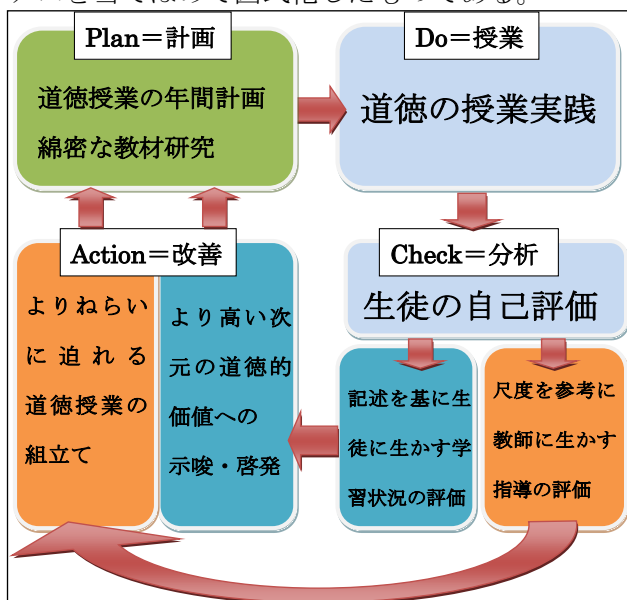 Plan＝計画
道徳授業の年間計画
綿密な教材研究
Do＝授業
道徳の授業実践
Check＝分析
生徒の自己評価
記述を基に生
徒に生かす学
習状況の評価
尺度を参考に
教師に生かす
指導の評価
Action＝改善
よりねらい
に迫れる
道徳授業の
組立て
より高い次
元の道徳的
価値への
示唆・啓発